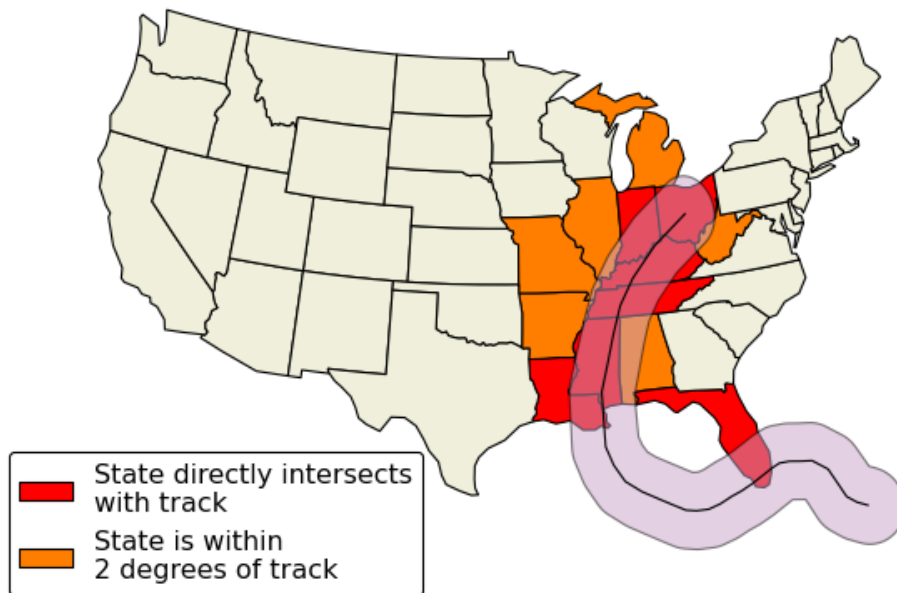 State directly intersects
with track
State is within
2 degrees of track